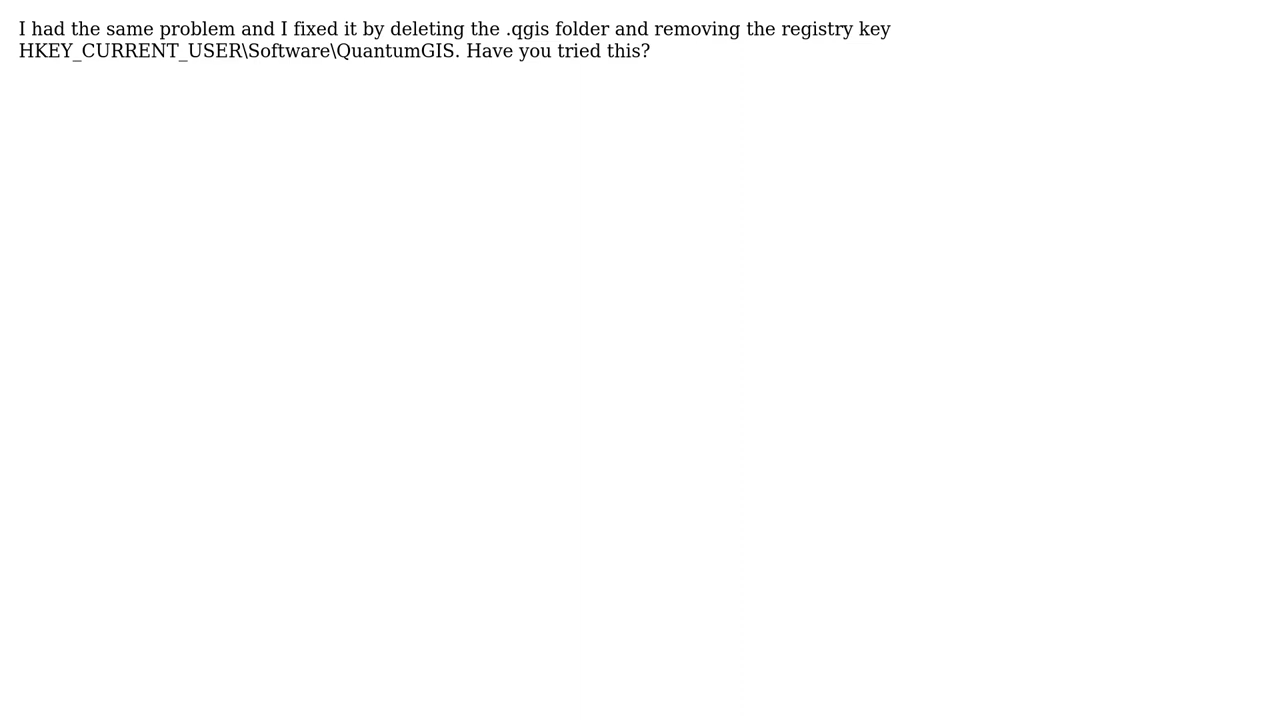 I had the same problem and I fixed it by deleting the .qgis folder and removing the registry key
HKEY_CURRENT_USER\Software\QuantumGIS. Have you tried this?